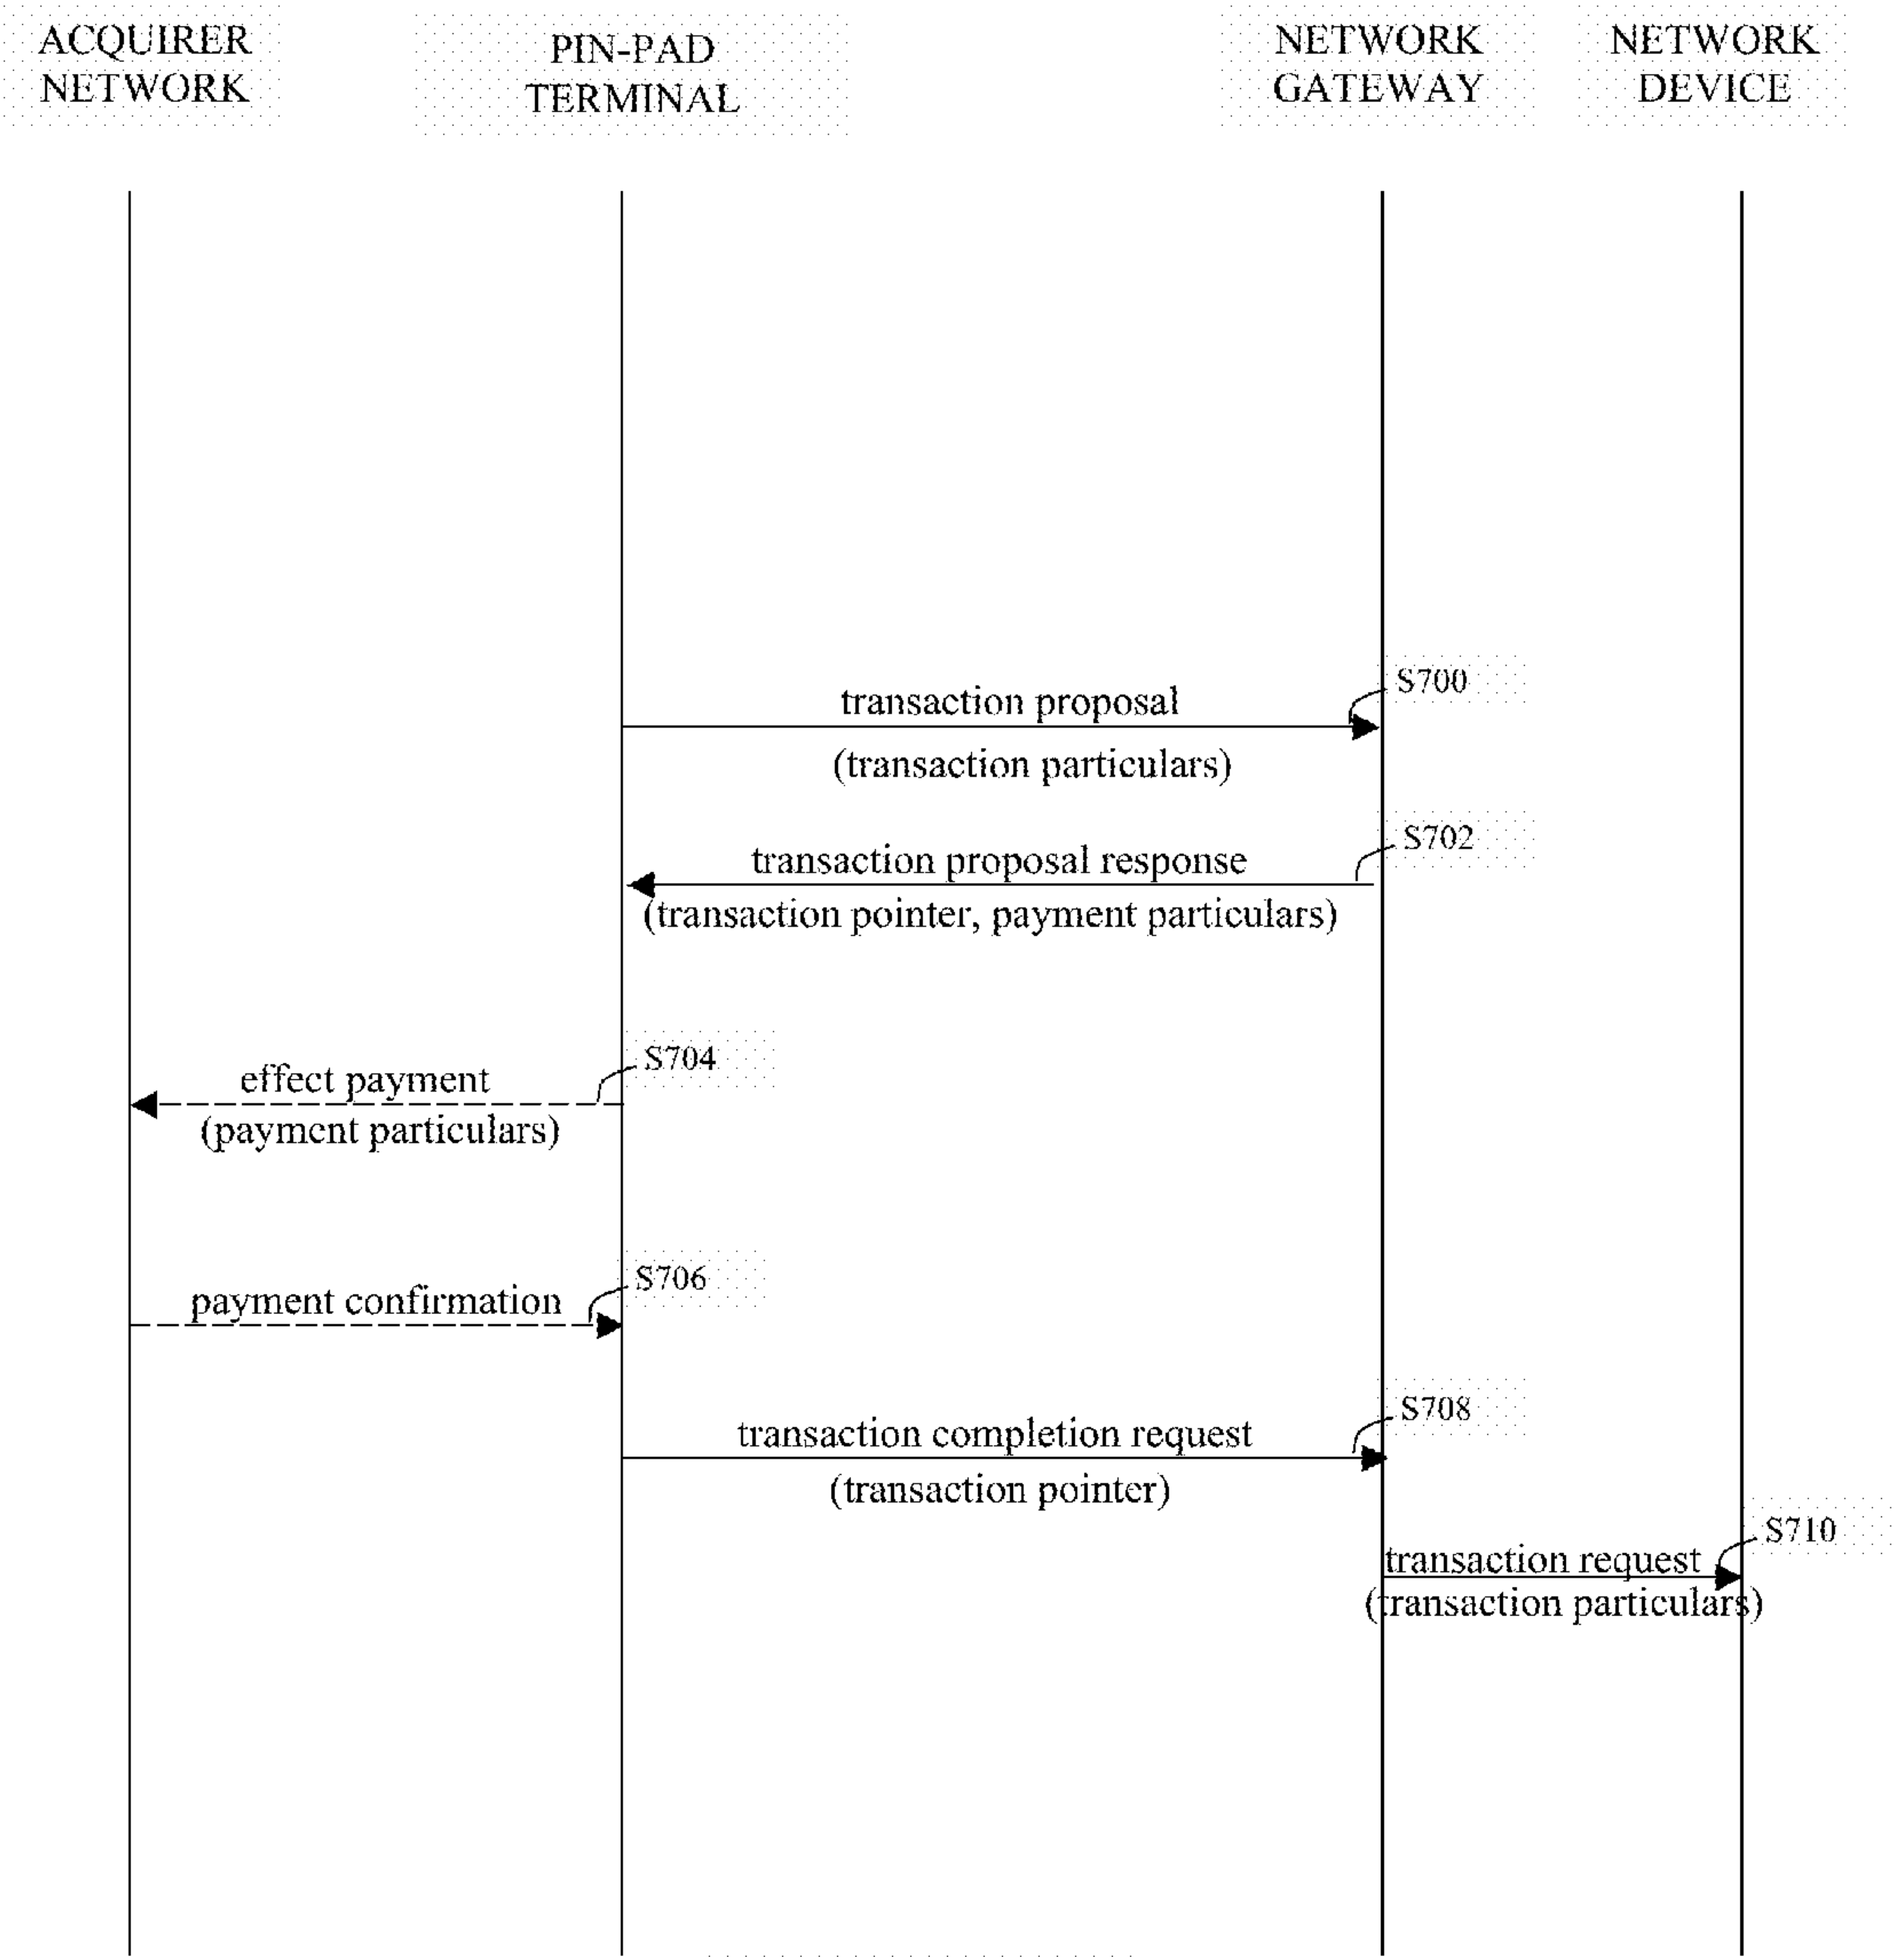 ACQUIRER
NETWORK
PIN-PAD
TERMINAL
NETWORK
GATEWAY
NETWORK
DEVICE
S700
transaction proposal
(transaction particulars)
S702
transaction proposal response
(transaction pointer, payment particulars)
S704
effect payment
(payment particulars)
S706
payment confirmation
S708
transaction completion request
(transaction pointer)
S710
transaction request
(transaction particulars)